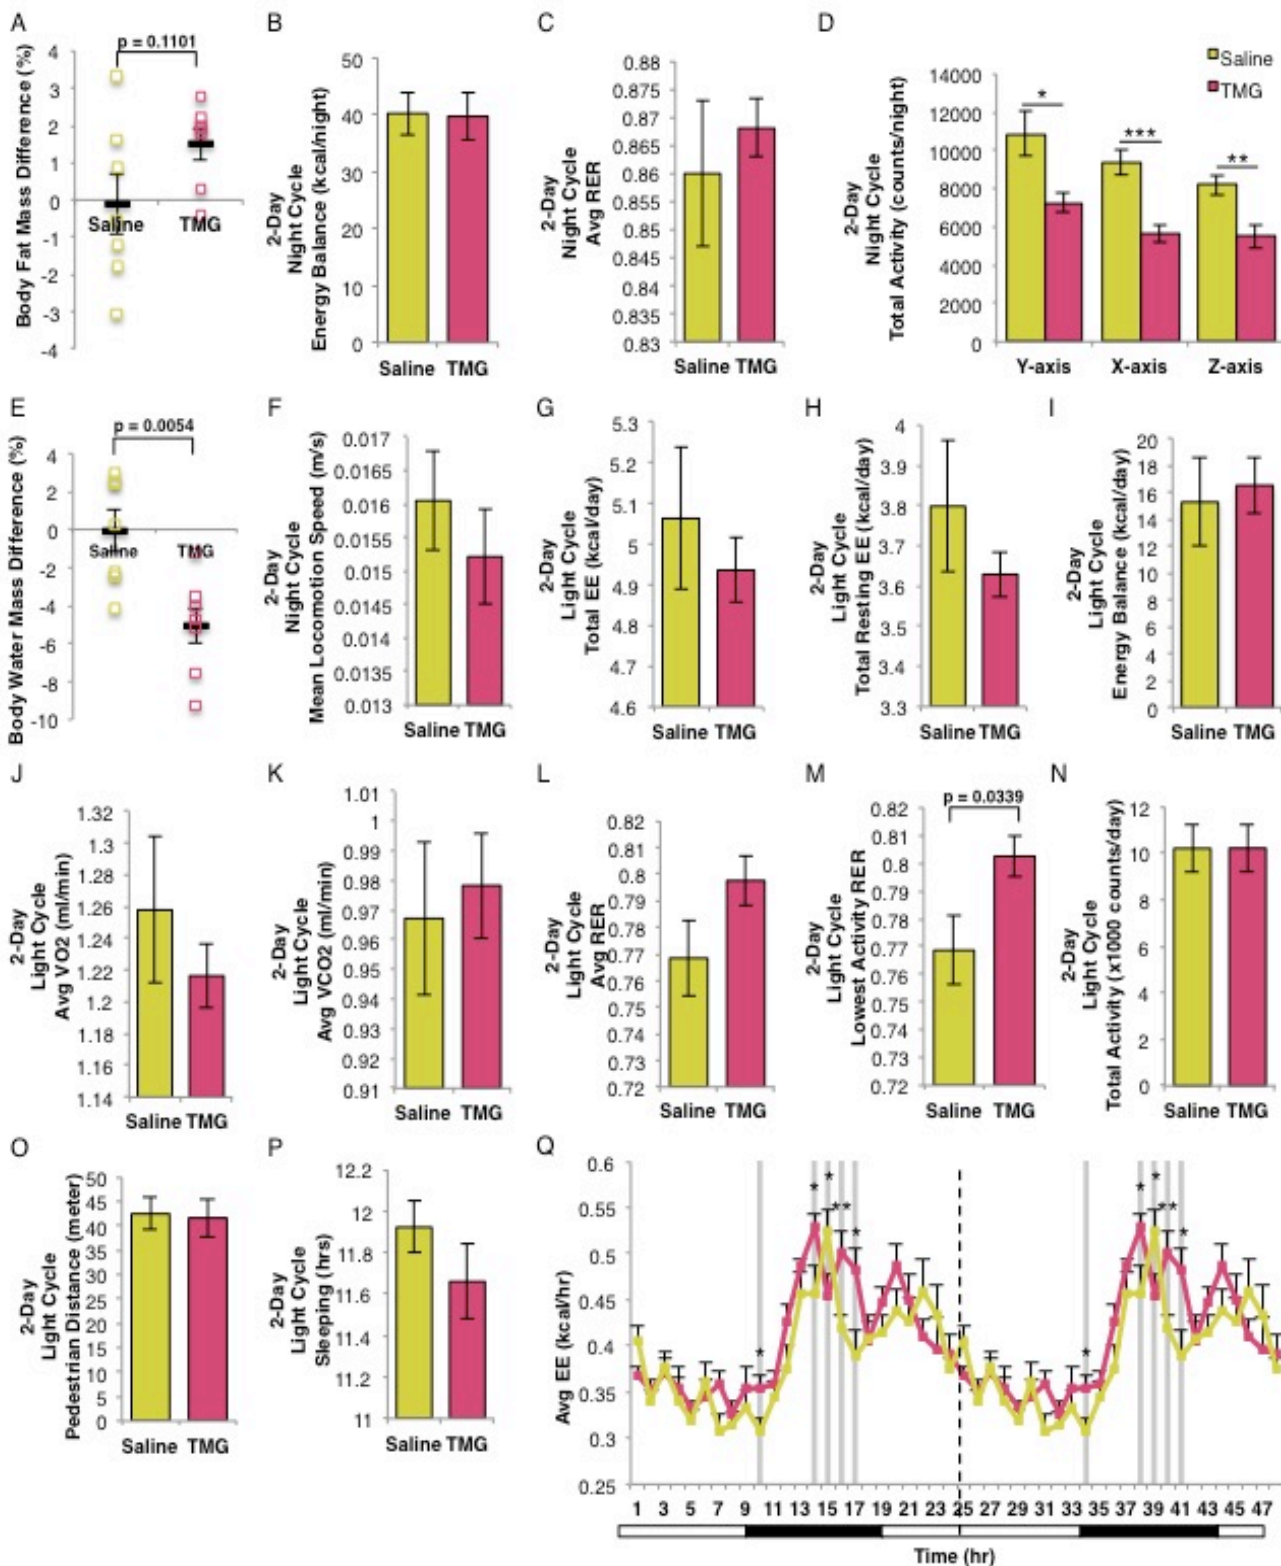 A
p = 0.1101
Body Fat Mass Difference (%)
4
3
2
1
0
-1
-2
-3
-4
Saline
TMG
B
2-Day
Night Cycle
Energy Balance (kcal/night)
50
40
30
20
10
0
Saline TMG
C
2-Day
Night Cycle
Avg RER
0.88
0.875
0.87
0.865
0.86
0.855
0.85
0.845
0.84
0.835
0.83
Saline TMG
D
Saline
TMG
2-Day
Night Cycle
Total Activity (counts/night)
14000
12000
10000
8000
6000
4000
2000
0
*
***
**
Y-axis X-axis Z-axis
E
p = 0.0054
Body Water Mass Difference (%)
4
2
0
-2
-4
-6
-8
-10
Saline
TMG
F
2-Day
Night Cycle
Mean Locomotion Speed (m/s)
0.017
0.0165
0.016
0.0155
0.015
0.0145
0.014
0.0135
0.013
Saline TMG
G
2-Day
Light Cycle
Total EE (kcal/day)
5.3
5.2
5.1
5
4.9
4.8
4.7
4.6
Saline TMG
H
2-Day
Light Cycle
Total Resting EE (kcal/day)
4
3.9
3.8
3.7
3.6
3.5
3.4
3.3
Saline TMG
I
2-Day
Light Cycle
Energy Balance (kcal/day)
20
18
16
14
12
10
8
6
4
2
0
Saline TMG
J
2-Day
Light Cycle
Avg VO2 (ml/min)
1.32
1.3
1.28
1.26
1.24
1.22
1.2
1.18
1.16
1.14
Saline TMG
K
2-Day
Light Cycle
Avg VCO2 (ml/min)
1.01
1
0.99
0.98
0.97
0.96
0.95
0.94
0.93
0.92
0.91
Saline TMG
L
2-Day
Light Cycle
Avg RER
0.82
0.81
0.8
0.79
0.78
0.77
0.76
0.75
0.74
0.73
0.72
Saline TMG
M
p = 0.0339
2-Day
Light Cycle
Lowest Activity RER
0.82
0.81
0.8
0.79
0.78
0.77
0.76
0.75
0.74
0.73
0.72
Saline TMG
N
2-Day
Light Cycle
Total Activity (x1000 counts/day)
12
10
8
6
4
2
0
Saline TMG
O
2-Day
Light Cycle
Pedestrian Distance (meter)
50
45
40
35
30
25
20
15
10
5
0
Saline TMG
P
2-Day
Light Cycle
Sleeping (hrs)
12.2
12
11.8
11.6
11.4
11.2
11
Saline TMG
Q
Avg EE (kcal/hr)
0.6
0.55
0.5
0.45
0.4
0.35
0.3
0.25
* * * ** * * * * ** *
1 3 5 7 9 11 13 15 17 19 21 23 25 27 29 31 33 35 37 39 41 43 45 47
Time (hr)